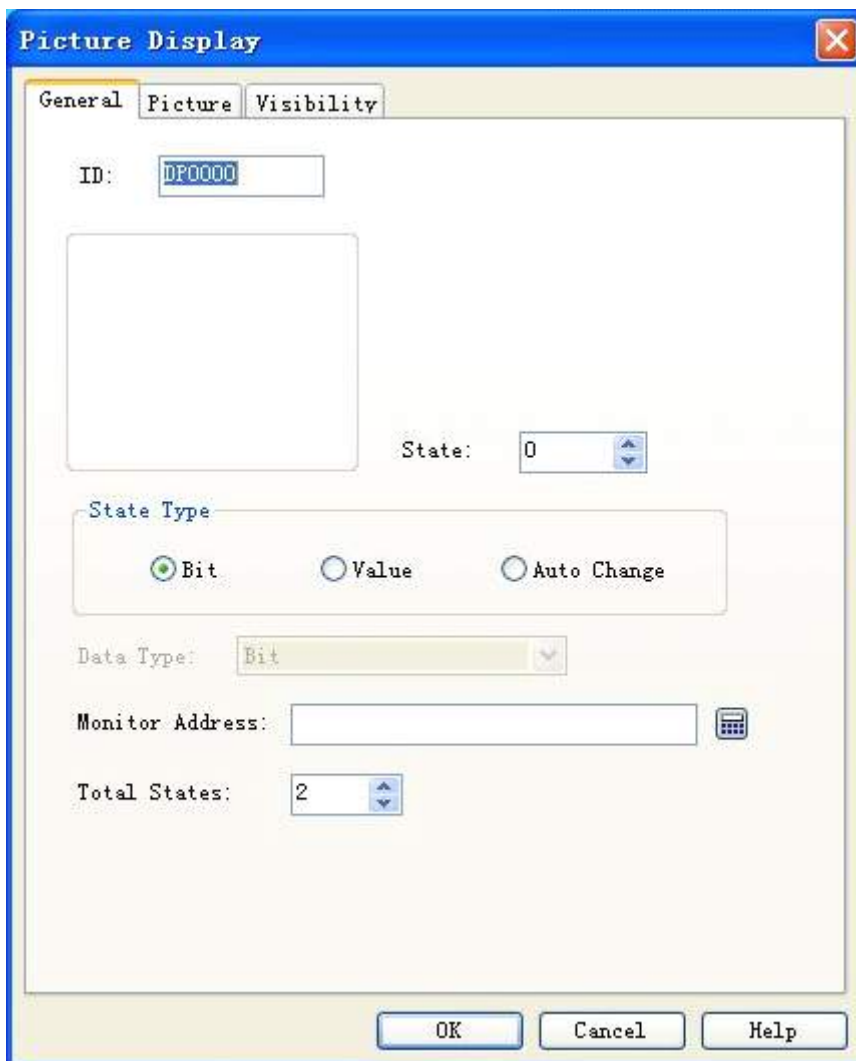 Picture Display
General Picture Visibility
ID: DP0000
State: 0
State Type
Bit Value Auto Change
Data Type: Bit
Monitor Address:
Total States: 2
OK Cancel Help